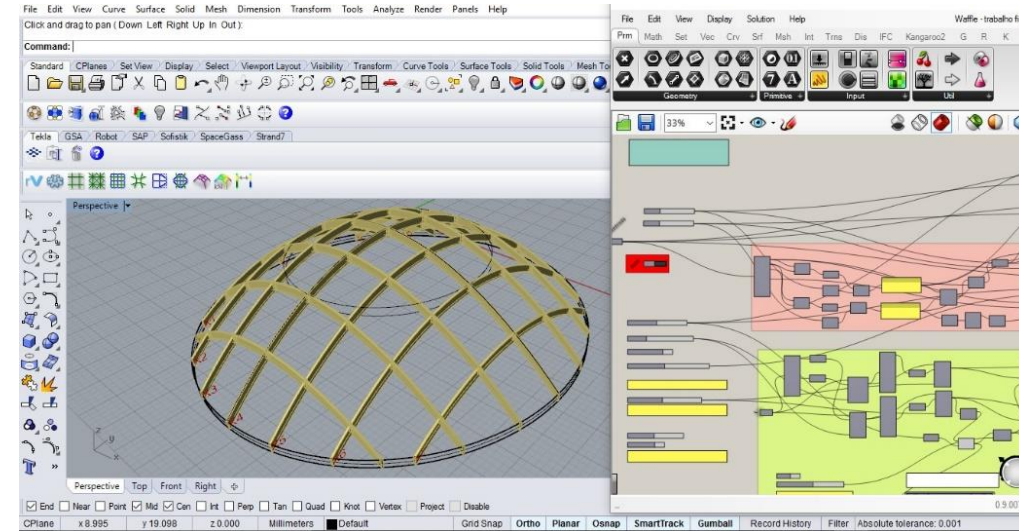 File Edit View Curve Surface Solid Mesh Dimension Transform Tools Analyze Render Panels Help
Click and drag to pan ( Down Left Right Up In Out ):
Command:
Standard CPlanes Set View Display Select Viewport Layout Visibility Transform Curve Tools Surface Tools Solid Tools Mesh To
Tekla GSA Robot SAP Sofistik SpaceGass Strand7
Perspective
z
y
x
Perspective Top Front Right
End Near Point Mid Cen Int Perp Tan Quad Knot Vertex Project Disable
CPlane x 8.995 y 19.098 z 0.000 Millimeters Default Grid Snap Ortho Planar Osnap SmartTrack Gumball Record History Filter Absolute tolerance: 0.001
File Edit View Display Solution Help Waffle - trabalho fi
Prm Math Set Vec Crv Srf Msh Int Trns Dis IFC Kangaroo2 G R K
Geometry Primitive Input Util
33%
0.9.00